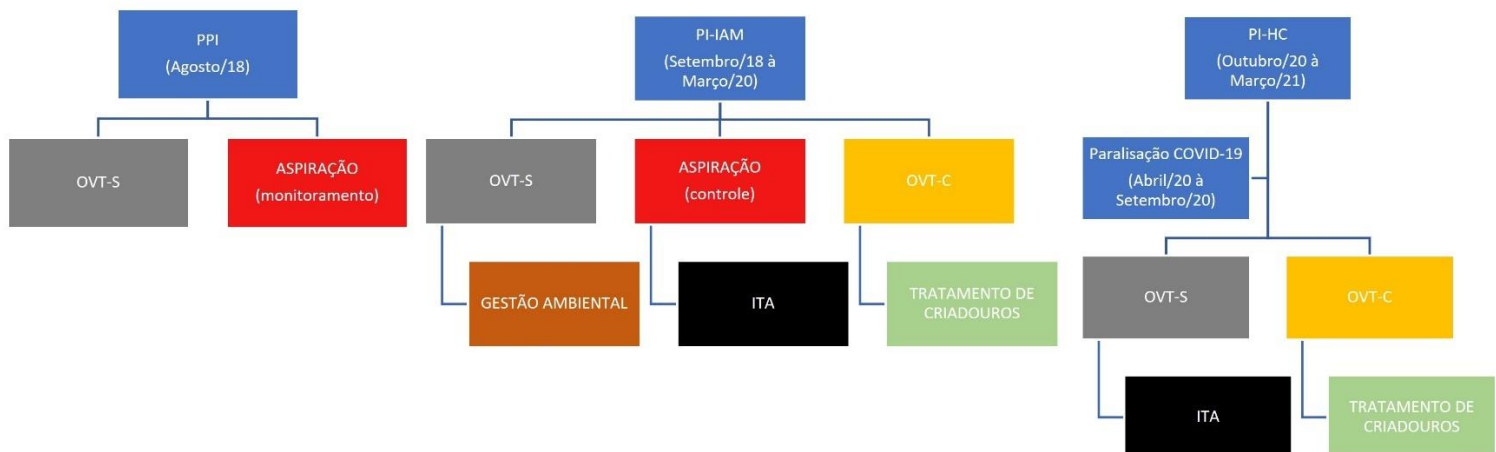 PPI
(Agosto/18)
OVT-S
ASPIRAÇÃO
(monitoramento)
PI-IAM
(Setembro/18 à
Março/20)
OVT-S
ASPIRAÇÃO
(controle)
OVT-C
GESTÃO AMBIENTAL
ITA
TRATAMENTO DE
CRIADOUROS
PI-HC
(Outubro/20 à
Março/21)
Paralisação COVID-19
(Abril/20 à
Setembro/20)
OVT-S
OVT-C
ITA
TRATAMENTO DE
CRIADOUROS